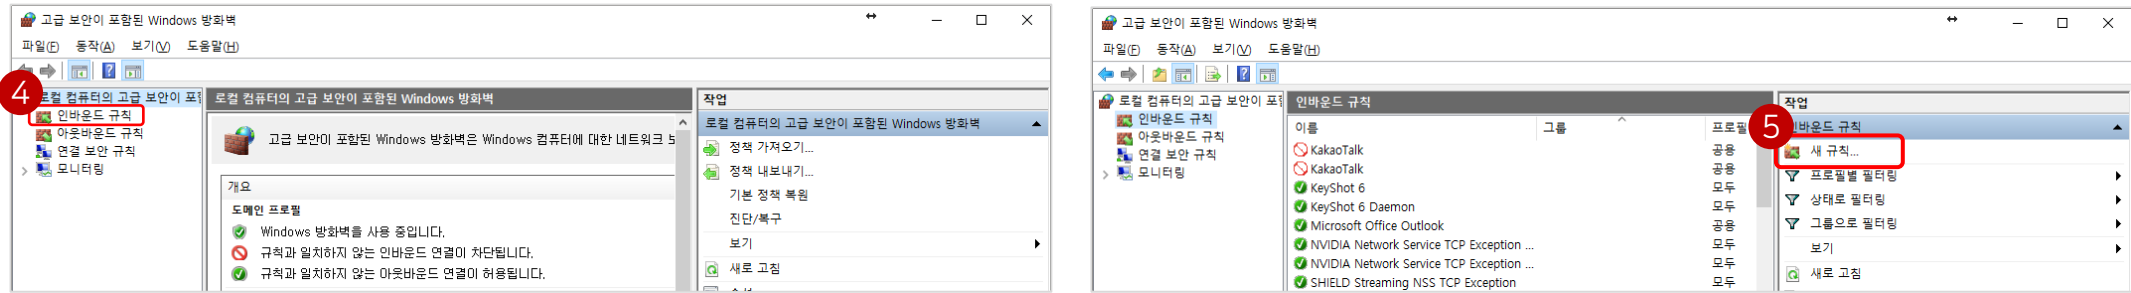 고급 보안이 포함된 Windows 방화벽
파일(F) 동작(A) 보기(V) 도움말(H)
4
로컬 컴퓨터의 고급 보안이 포함
인바운드 규칙
아웃바운드 규칙
연결 보안 규칙
모니터링
로컬 컴퓨터의 고급 보안이 포함된 Windows 방화벽
고급 보안이 포함된 Windows 방화벽은 Windows 컴퓨터에 대한 네트워크 보
개요
도메인 프로필
Windows 방화벽을 사용 중입니다.
규칙과 일치하지 않는 인바운드 연결이 차단됩니다.
규칙과 일치하지 않는 아웃바운드 연결이 허용됩니다.
작업
로컬 컴퓨터의 고급 보안이 포함된 Windows 방화벽
정책 가져오기...
정책 내보내기...
기본 정책 복원
진단/복구
보기
새로 고침
고급 보안이 포함된 Windows 방화벽
파일(F) 동작(A) 보기(V) 도움말(H)
로컬 컴퓨터의 고급 보안이 포함
인바운드 규칙
아웃바운드 규칙
연결 보안 규칙
모니터링
인바운드 규칙
이름 그룹 프로필
KakaoTalk 공용
KakaoTalk 공용
KeyShot 6 모두
KeyShot 6 Daemon 모두
Microsoft Office Outlook 공용
NVIDIA Network Service TCP Exception ... 모두
NVIDIA Network Service TCP Exception ... 모두
SHIELD Streaming NSS TCP Exception 모두
작업
5
인바운드 규칙
새 규칙...
프로필별 필터링
상태로 필터링
그룹으로 필터링
보기
새로 고침